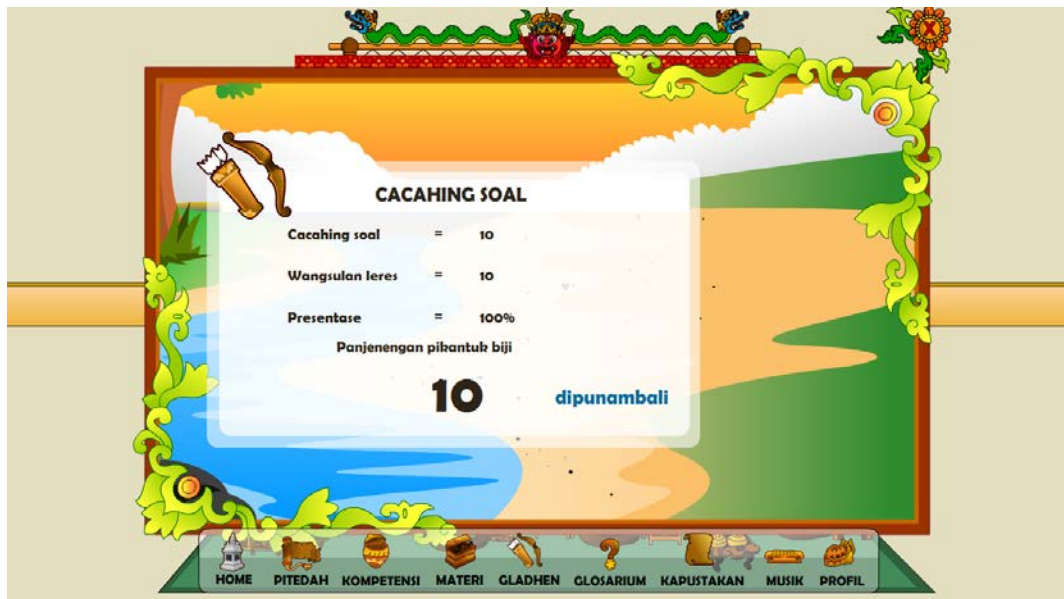 X
CACAHING SOAL
Cacahing soal = 10
Wangsulan leres = 10
Presentase = 100%
Panjenengan pikantuk biji
10
dipunambali
HOME PITEDAH KOMPETENSI MATERI GLADHEN GLOSARIUM KAPUSTAKAN MUSIK PROFIL